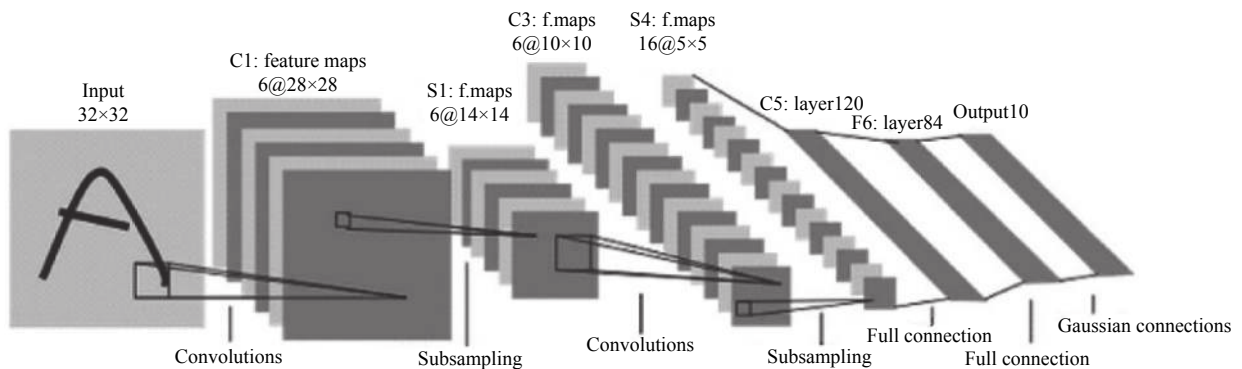 Input
32×32
C1: feature maps
6@28×28
S1: f.maps
6@14×14
C3: f.maps
6@10×10
S4: f.maps
16@5×5
C5: layer120
F6: layer84
Output10
Convolutions
Subsampling
Convolutions
Subsampling
Full connection
Full connection
Gaussian connections